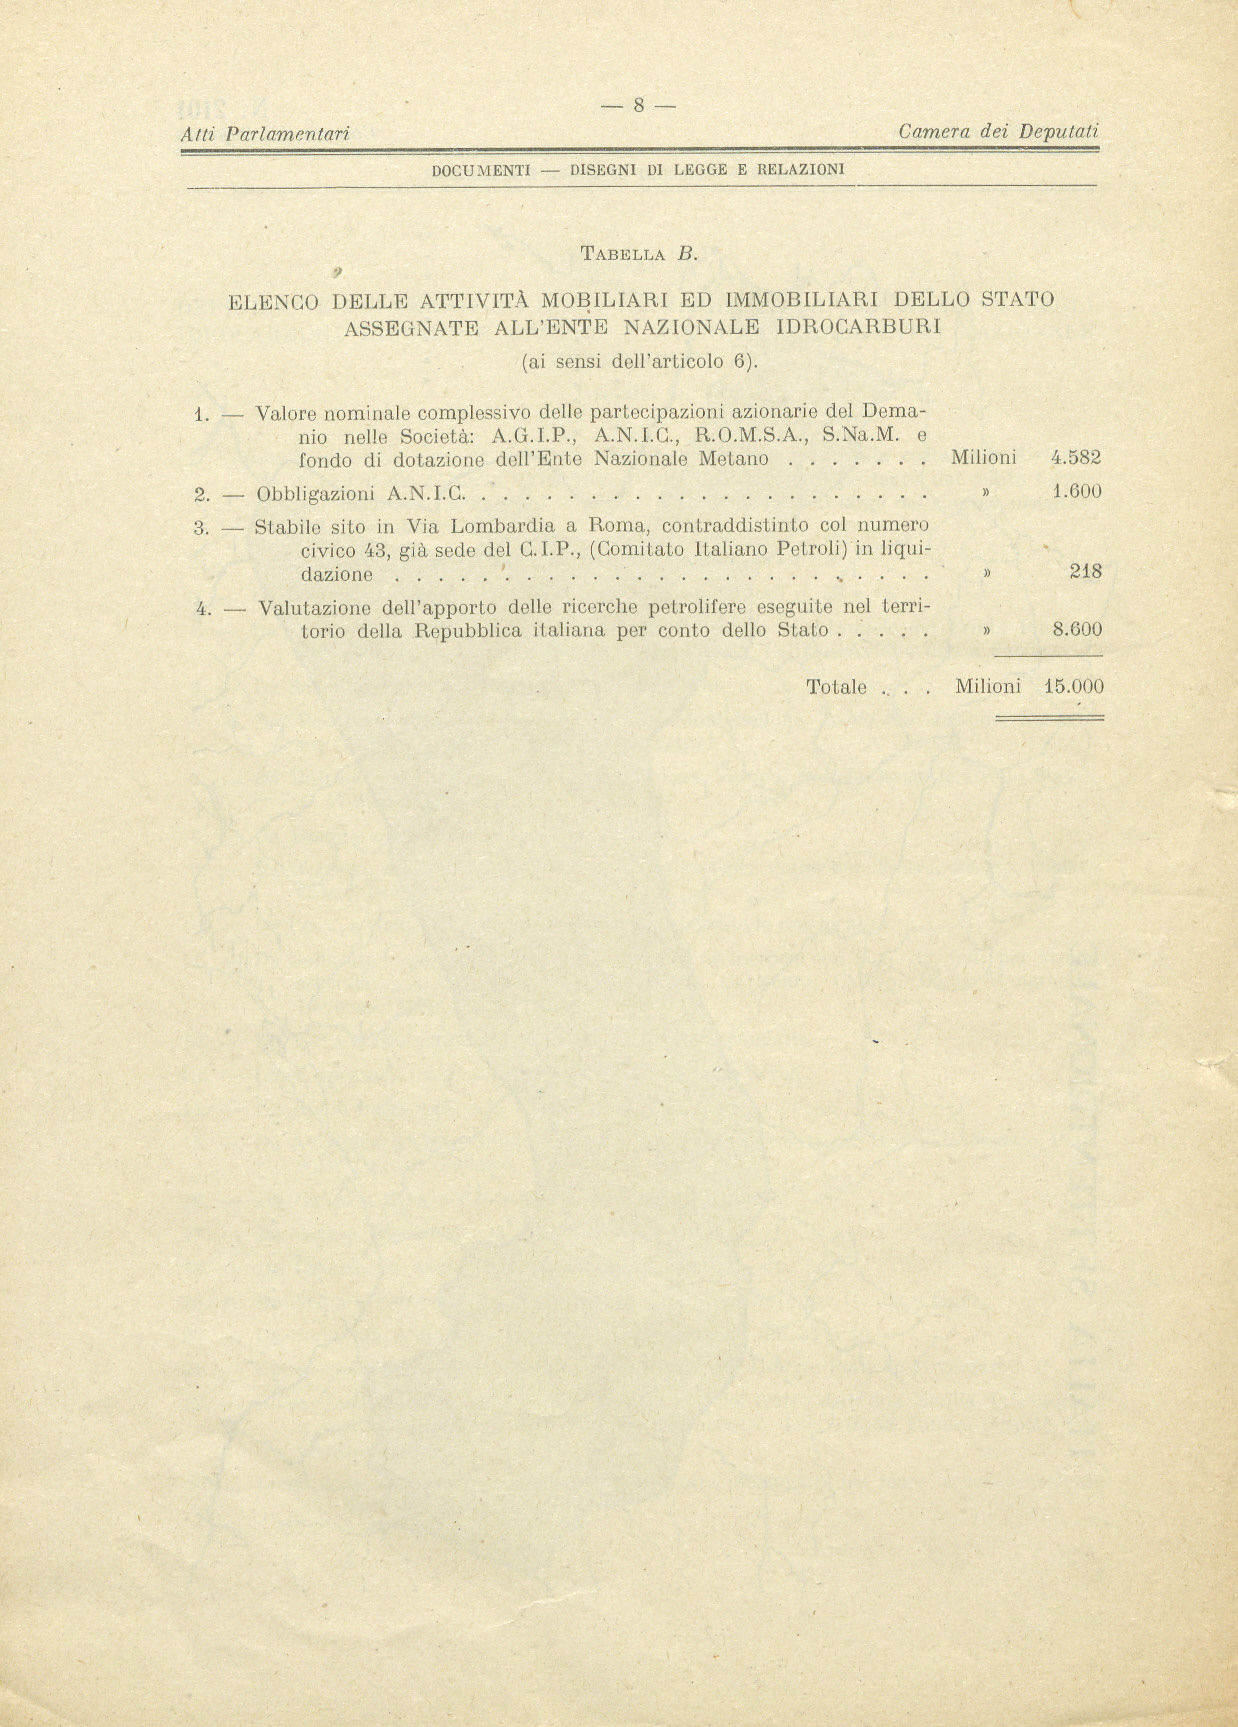 — 8 —
Atti Parlamentari Camera dei Deputati
DOCUMENTI — DISEGNI DI LEGGE E RELAZIONI
TABELLA B.
ELENCO DELLE ATTIVITÀ MOBILIARI ED IMMOBILIARI DELLO STATO
ASSEGNATE ALL'ENTE NAZIONALE IDROCARBURI
(ai sensi dell'articolo 6).
1. — Valore nominale complessivo delle partecipazioni azionarie del Dema-
nio nelle Società: A.G.I.P., A.N.I.C., R.O.M.S.A., S.Na.M. e
fondo di dotazione dell'Ente Nazionale Metano . . . . . . . Milioni 4.582
2. — Obbligazioni A.N.I.C. . . . . . . . . . . . . . . . . . . . . . » 1.600
3. — Stabile sito in Via Lombardia a Roma, contraddistinto col numero
civico 43, già sede del C.I.P., (Comitato Italiano Petroli) in liqui-
dazione . . . . . . . . . . . . . . . . . . . . . . . . . » 218
4. — Valutazione dell'apporto delle ricerche petrolifere eseguite nel terri-
torio della Repubblica italiana per conto dello Stato . . . . . » 8.600
Totale . . . Milioni 15.000